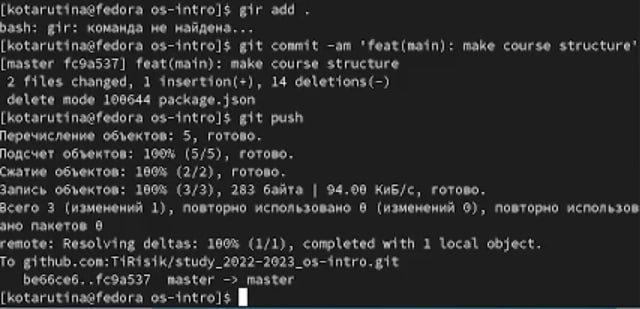 [kotarutina@fedora os-intro]$ gir add .
bash: gir: команда не найдена...
[kotarutina@fedora os-intro]$ git commit -am 'feat(main): make course structure'
[master fc9a537] feat(main): make course structure
 2 files changed, 1 insertion(+), 14 deletions(-)
 delete mode 100644 package.json
[kotarutina@fedora os-intro]$ git push
Перечисление объектов: 5, готово.
Подсчет объектов: 100% (5/5), готово.
Сжатие объектов: 100% (2/2), готово.
Запись объектов: 100% (3/3), 283 байта | 94.00 КиБ/с, готово.
Всего 3 (изменений 1), повторно использовано 0 (изменений 0), повторно использов
ано пакетов 0
remote: Resolving deltas: 100% (1/1), completed with 1 local object.
To github.com:TiRisik/study_2022-2023_os-intro.git
   be66ce6..fc9a537  master -> master
[kotarutina@fedora os-intro]$